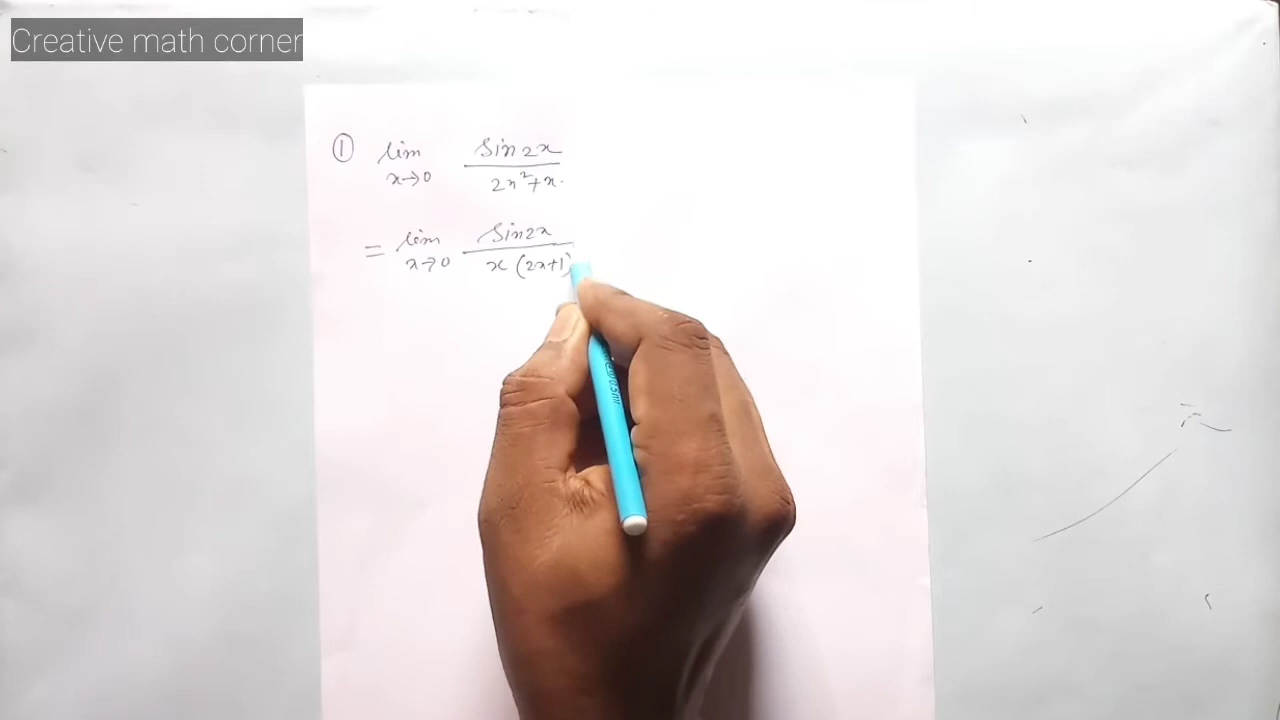 Creative math corner
① lim x→0 sin2x / 2x²+x.
= lim x→0 sin2x / x(2x+1)